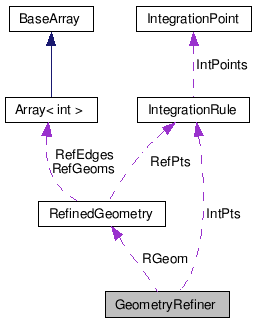 BaseArray
IntegrationPoint
IntPoints
Array< int >
IntegrationRule
RefEdges
RefGeoms
RefPts
RefinedGeometry
IntPts
RGeom
GeometryRefiner